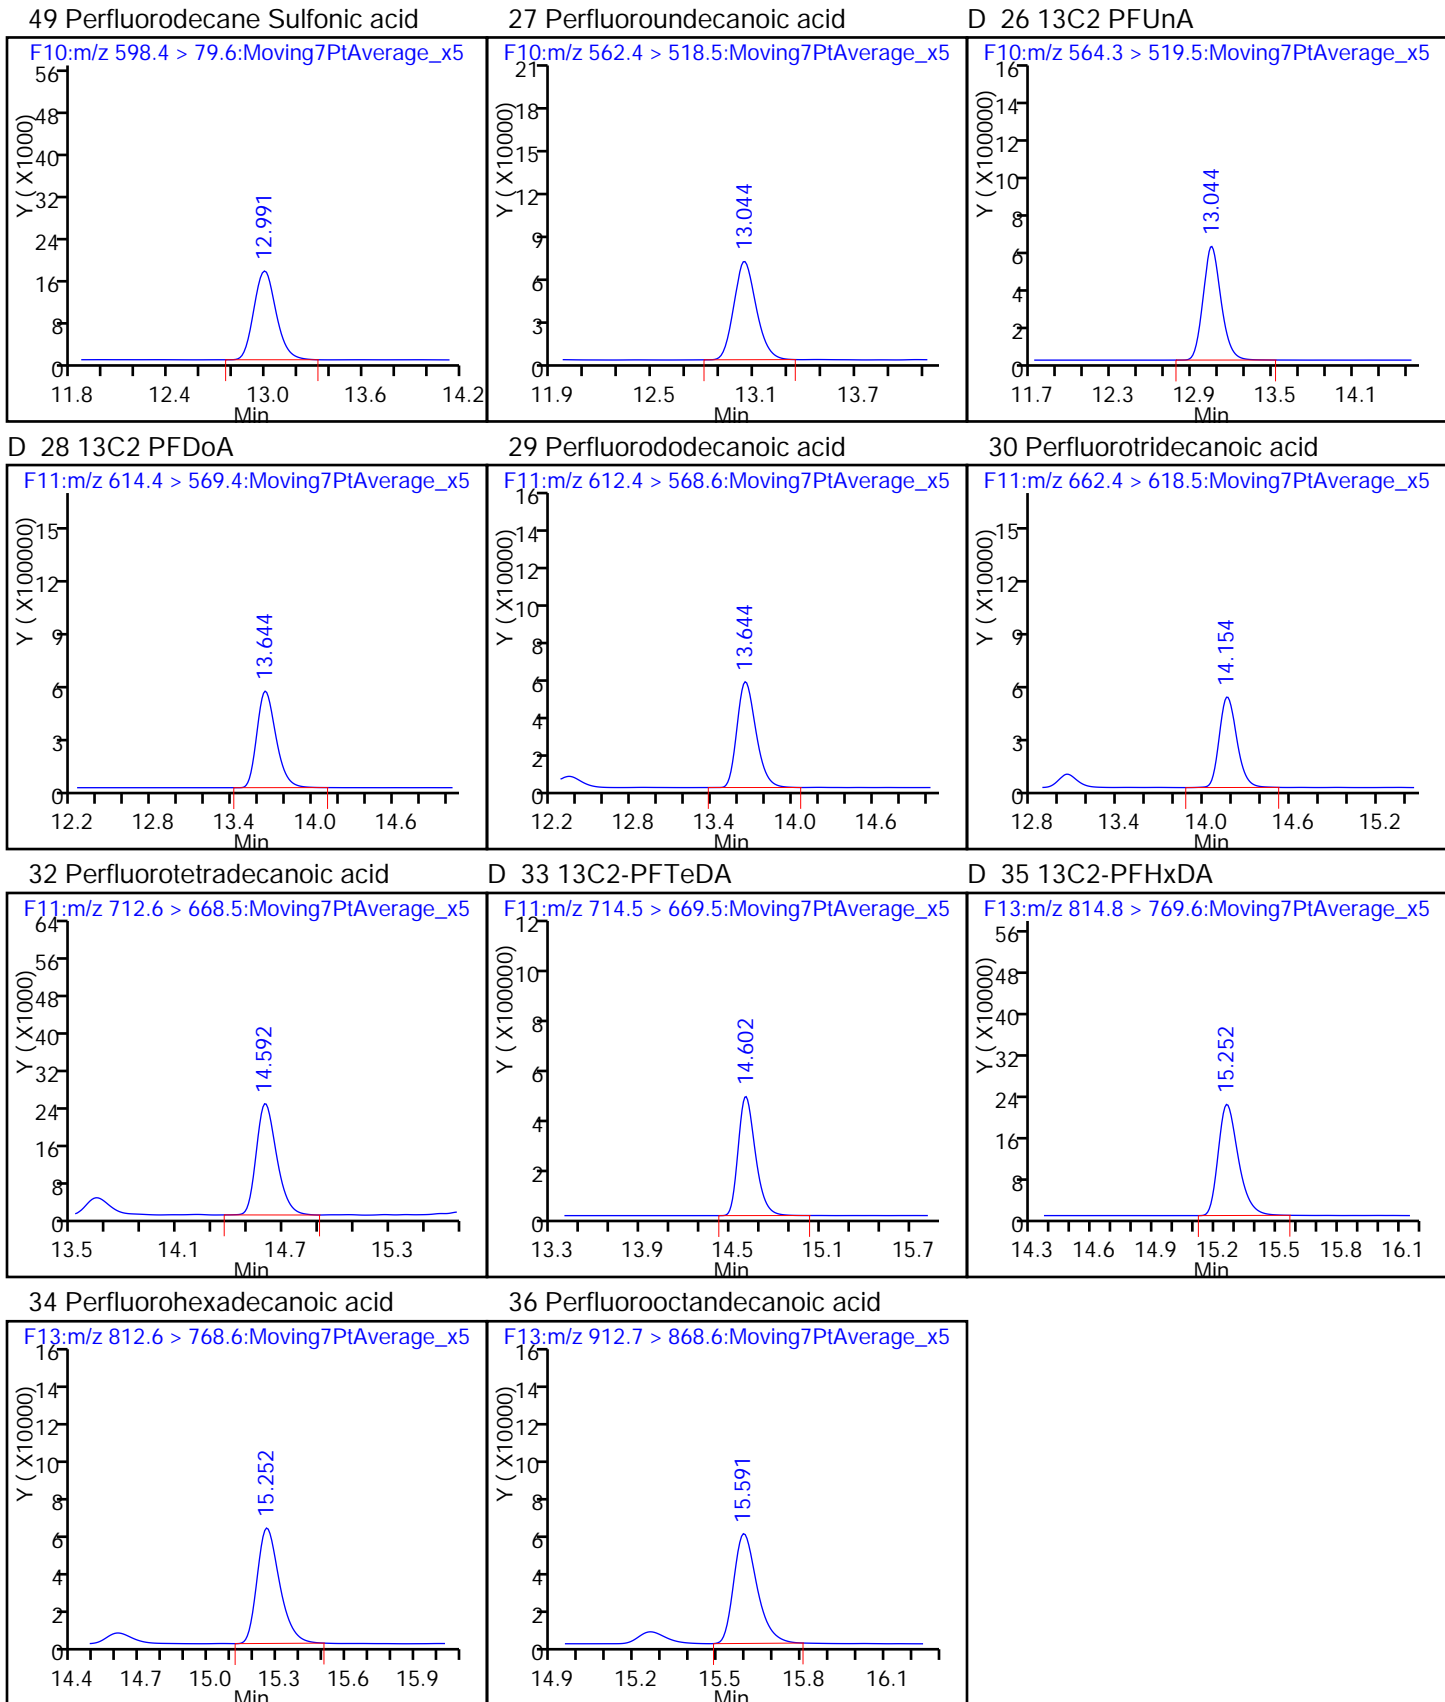 49 Perfluorodecane Sulfonic acid
F10:m/z 598.4 > 79.6:Moving7PtAverage_x5
Y ( X1000)
56
48
40
32
24
16
8
0
12.991
11.8 12.4 13.0 13.6 14.2
Min
27 Perfluoroundecanoic acid
F10:m/z 562.4 > 518.5:Moving7PtAverage_x5
Y ( X10000)
21
18
15
12
9
6
3
0
13.044
11.9 12.5 13.1 13.7
Min
D 26 13C2 PFUnA
F10:m/z 564.3 > 519.5:Moving7PtAverage_x5
Y ( X100000)
16
14
12
10
8
6
4
2
0
13.044
11.7 12.3 12.9 13.5 14.1
Min
D 28 13C2 PFDoA
F11:m/z 614.4 > 569.4:Moving7PtAverage_x5
Y ( X100000)
15
12
9
6
3
0
13.644
12.2 12.8 13.4 14.0 14.6
Min
29 Perfluorododecanoic acid
F11:m/z 612.4 > 568.6:Moving7PtAverage_x5
Y ( X10000)
16
14
12
10
8
6
4
2
0
13.644
12.2 12.8 13.4 14.0 14.6
Min
30 Perfluorotridecanoic acid
F11:m/z 662.4 > 618.5:Moving7PtAverage_x5
Y ( X10000)
15
12
9
6
3
0
14.154
12.8 13.4 14.0 14.6 15.2
Min
32 Perfluorotetradecanoic acid
F11:m/z 712.6 > 668.5:Moving7PtAverage_x5
Y ( X1000)
64
56
48
40
32
24
16
8
0
14.592
13.5 14.1 14.7 15.3
Min
D 33 13C2-PFTeDA
F11:m/z 714.5 > 669.5:Moving7PtAverage_x5
Y ( X100000)
12
10
8
6
4
2
0
14.602
13.3 13.9 14.5 15.1 15.7
Min
D 35 13C2-PFHxDA
F13:m/z 814.8 > 769.6:Moving7PtAverage_x5
Y ( X10000)
56
48
40
32
24
16
8
0
15.252
14.3 14.6 14.9 15.2 15.5 15.8 16.1
Min
34 Perfluorohexadecanoic acid
F13:m/z 812.6 > 768.6:Moving7PtAverage_x5
Y ( X10000)
16
14
12
10
8
6
4
2
0
15.252
14.4 14.7 15.0 15.3 15.6 15.9
Min
36 Perfluorooctandecanoic acid
F13:m/z 912.7 > 868.6:Moving7PtAverage_x5
Y ( X10000)
16
14
12
10
8
6
4
2
0
15.591
14.9 15.2 15.5 15.8 16.1
Min